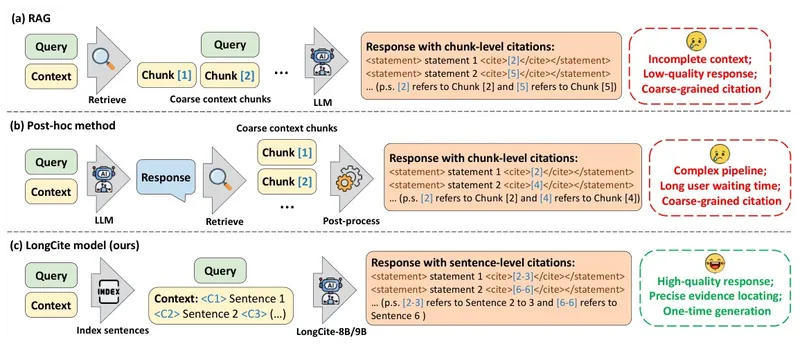 (a) RAG
Query
Context
Retrieve
Query
Chunk [1]
Chunk [2]
...
Coarse context chunks
AI
LLM
Response with chunk-level citations:
<statement> statement 1 <cite>[2]</cite></statement>
<statement> statement 2 <cite>[5]</cite></statement>
... (p.s. [2] refers to Chunk [2] and [5] refers to Chunk [5])
Incomplete context;
Low-quality response;
Coarse-grained citation
(b) Post-hoc method
Query
Context
AI
LLM
Response
Retrieve
Coarse context chunks
Chunk [1]
Chunk [2]
...
Post-process
Response with chunk-level citations:
<statement> statement 1 <cite>[2]</cite></statement>
<statement> statement 2 <cite>[4]</cite></statement>
... (p.s. [2] refers to Chunk [2] and [4] refers to Chunk [4])
Complex pipeline;
Long user waiting time;
Coarse-grained citation
(c) LongCite model (ours)
Query
Context
INDEX
Index sentences
Query
Context: <C1> Sentence 1
<C2> Sentence 2 <C3> (...)
AI
LongCite-8B/9B
Response with sentence-level citations:
<statement> statement 1 <cite>[2-3]</cite></statement>
<statement> statement 2 <cite>[6-6]</cite></statement>
... (p.s. [2-3] refers to Sentence 2 to 3 and [6-6] refers to
Sentence 6 )
High-quality response;
Precise evidence locating;
One-time generation